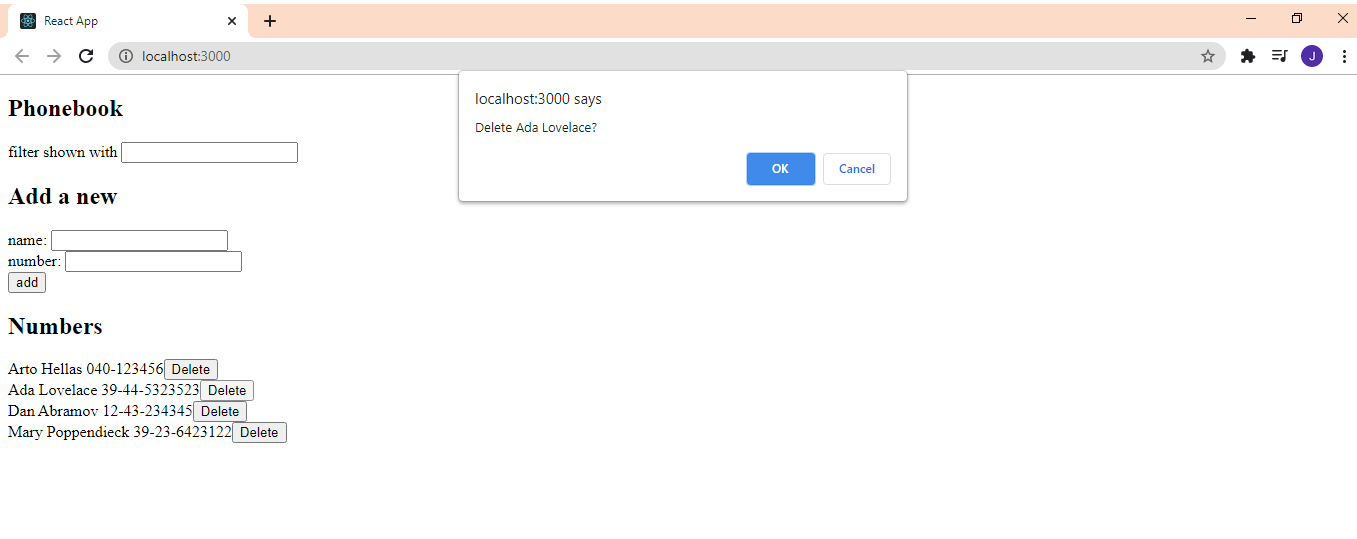 React App
localhost:3000
J
localhost:3000 says
Delete Ada Lovelace?
OK Cancel
Phonebook
filter shown with
Add a new
name:
number:
add
Numbers
Arto Hellas 040-123456 Delete
Ada Lovelace 39-44-5323523 Delete
Dan Abramov 12-43-234345 Delete
Mary Poppendieck 39-23-6423122 Delete